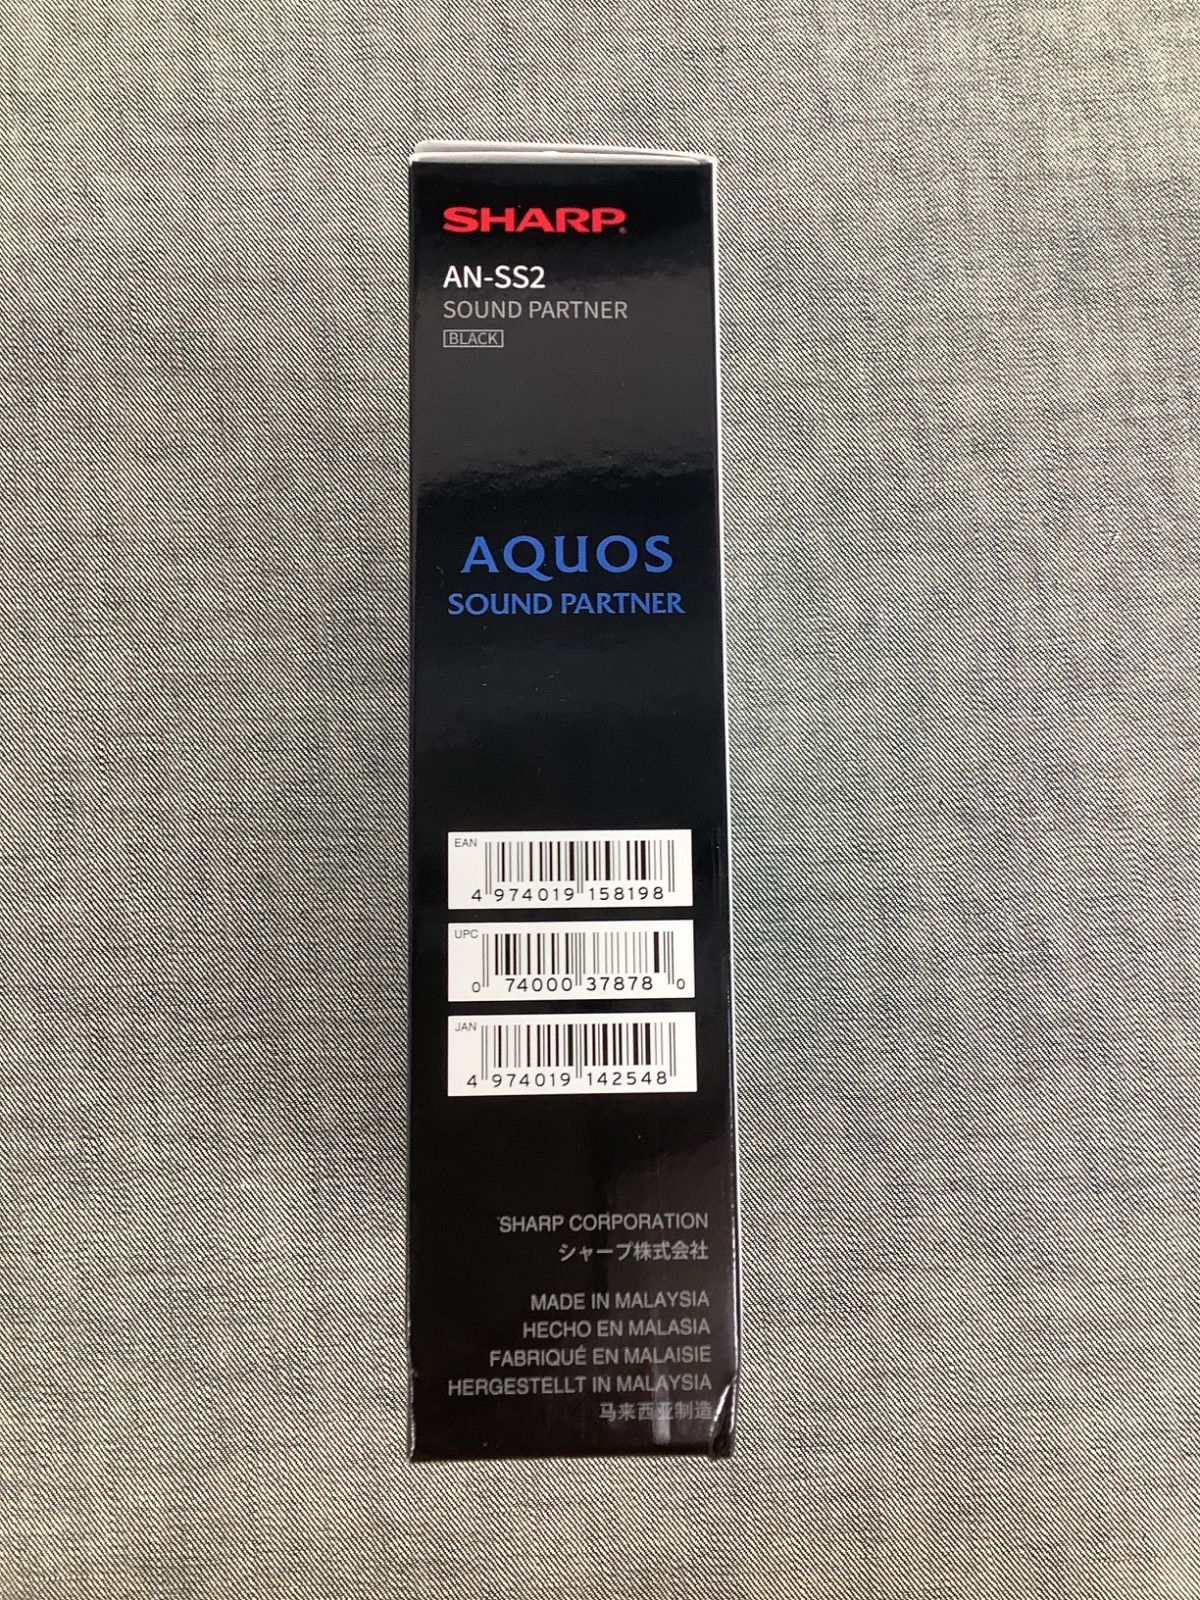 SHARP
AN-SS2
SOUND PARTNER
BLACK
AQUOS
SOUND PARTNER
EAN
4 974019 158198
UPC
0 74000 37878 0
JAN
4 974019 142548
SHARP CORPORATION
シャープ株式会社
MADE IN MALAYSIA
HECHO EN MALASIA
FABRIQUÉ EN MALAISIE
HERGESTELLT IN MALAYSIA
马来西亚制造